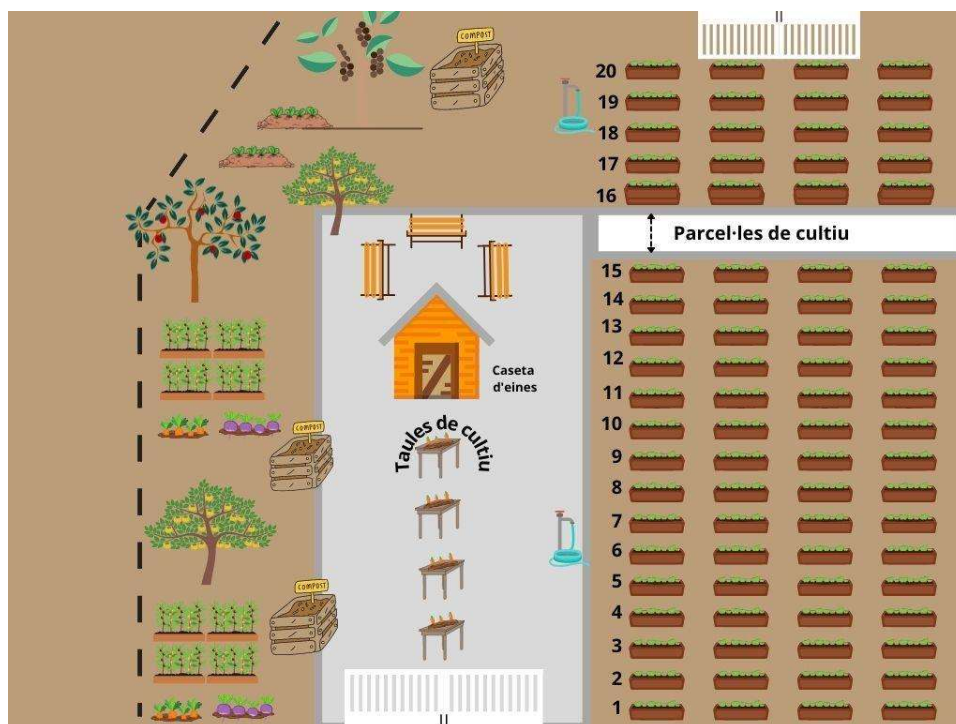 COMPOST
20
19
18
17
16
Parcel·les de cultiu
15
14
13
12
Caseta
d'eines
11
10
Taules de cultiu
COMPOST
9
8
7
6
5
COMPOST
4
3
2
1